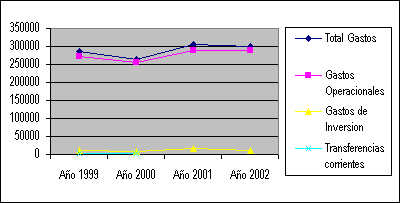 350000
300000
250000
200000
150000
100000
50000
0
Año 1999 Año 2000 Año 2001 Año 2002
Total Gastos
Gastos
Operacionales
Gastos de
Inversion
Transferencias
corrientes